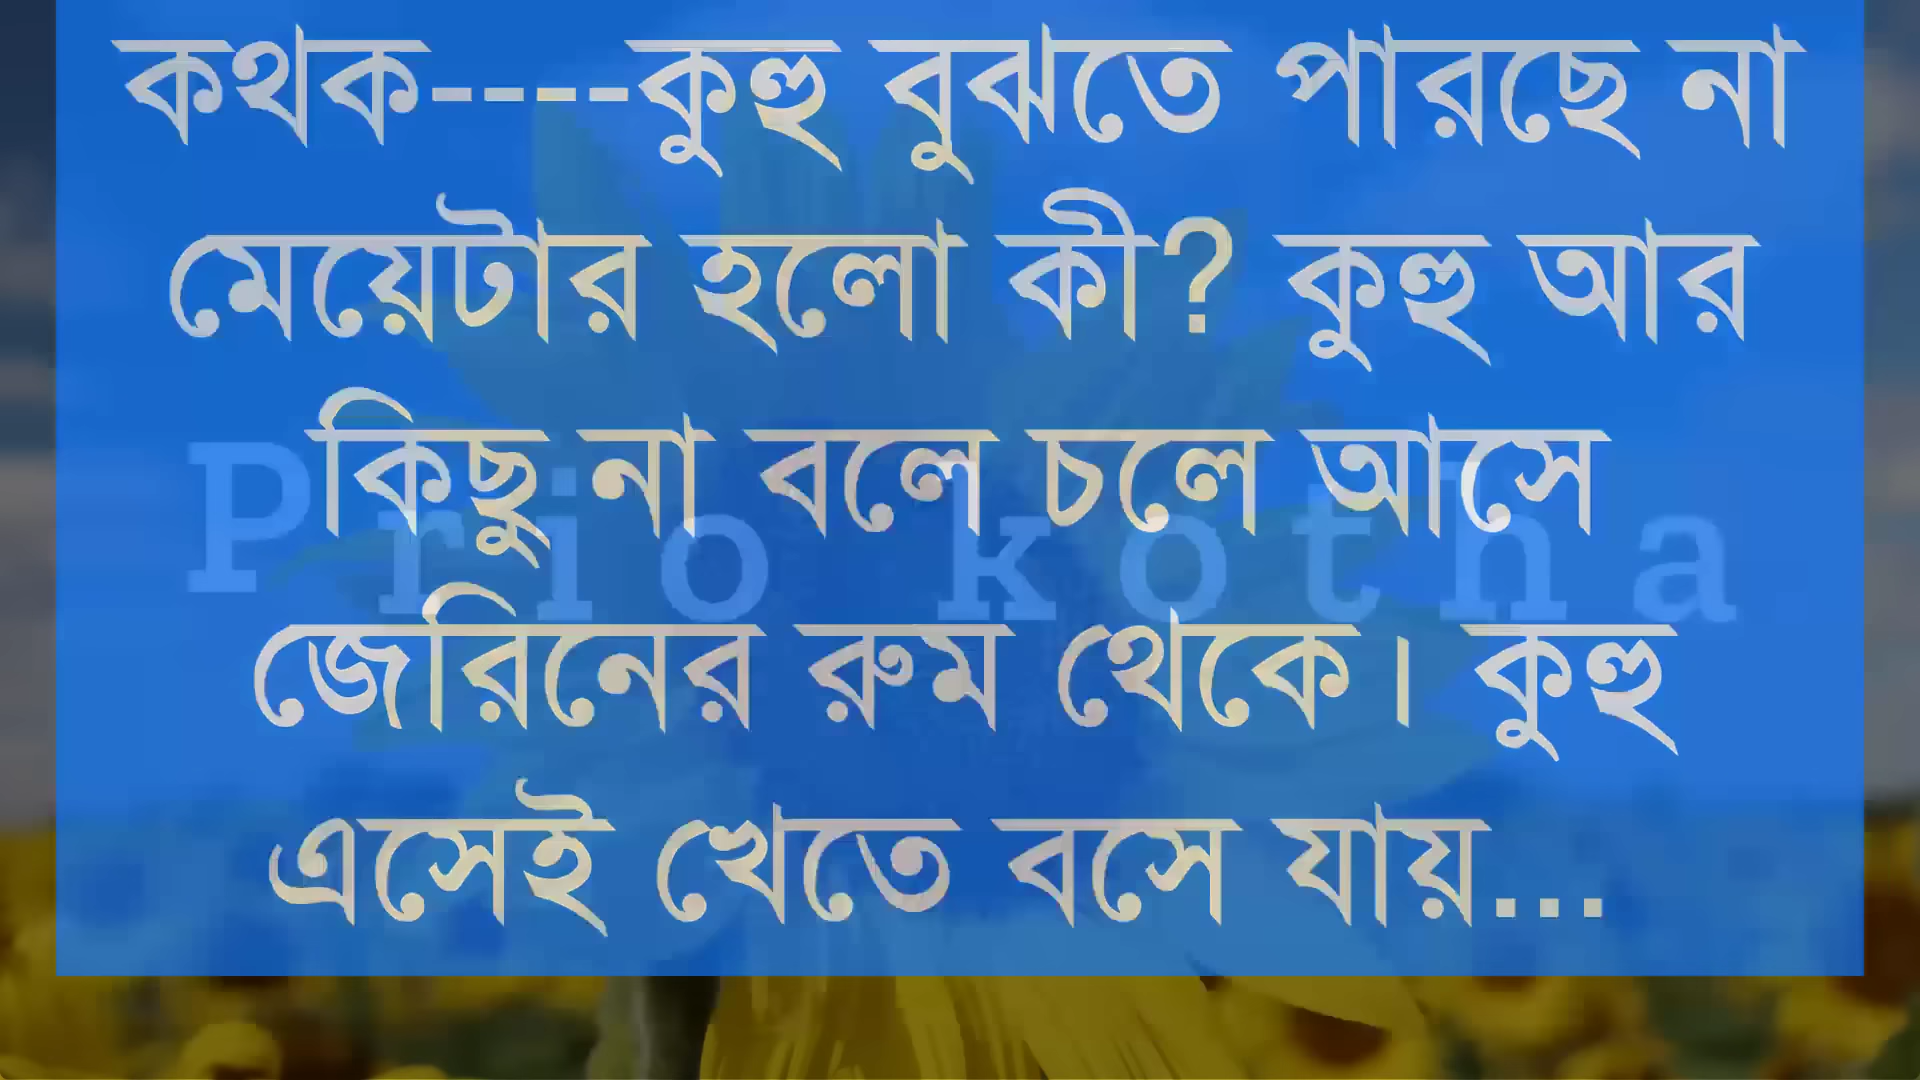 কথক----কুহু বুঝতে পারছে না
মেয়েটার হলো কী? কুহু আর
কিছু না বলে চলে আসে
Prio kotha
জেরিনের রুম থেকে। কুহু
এসেই খেতে বসে যায়...